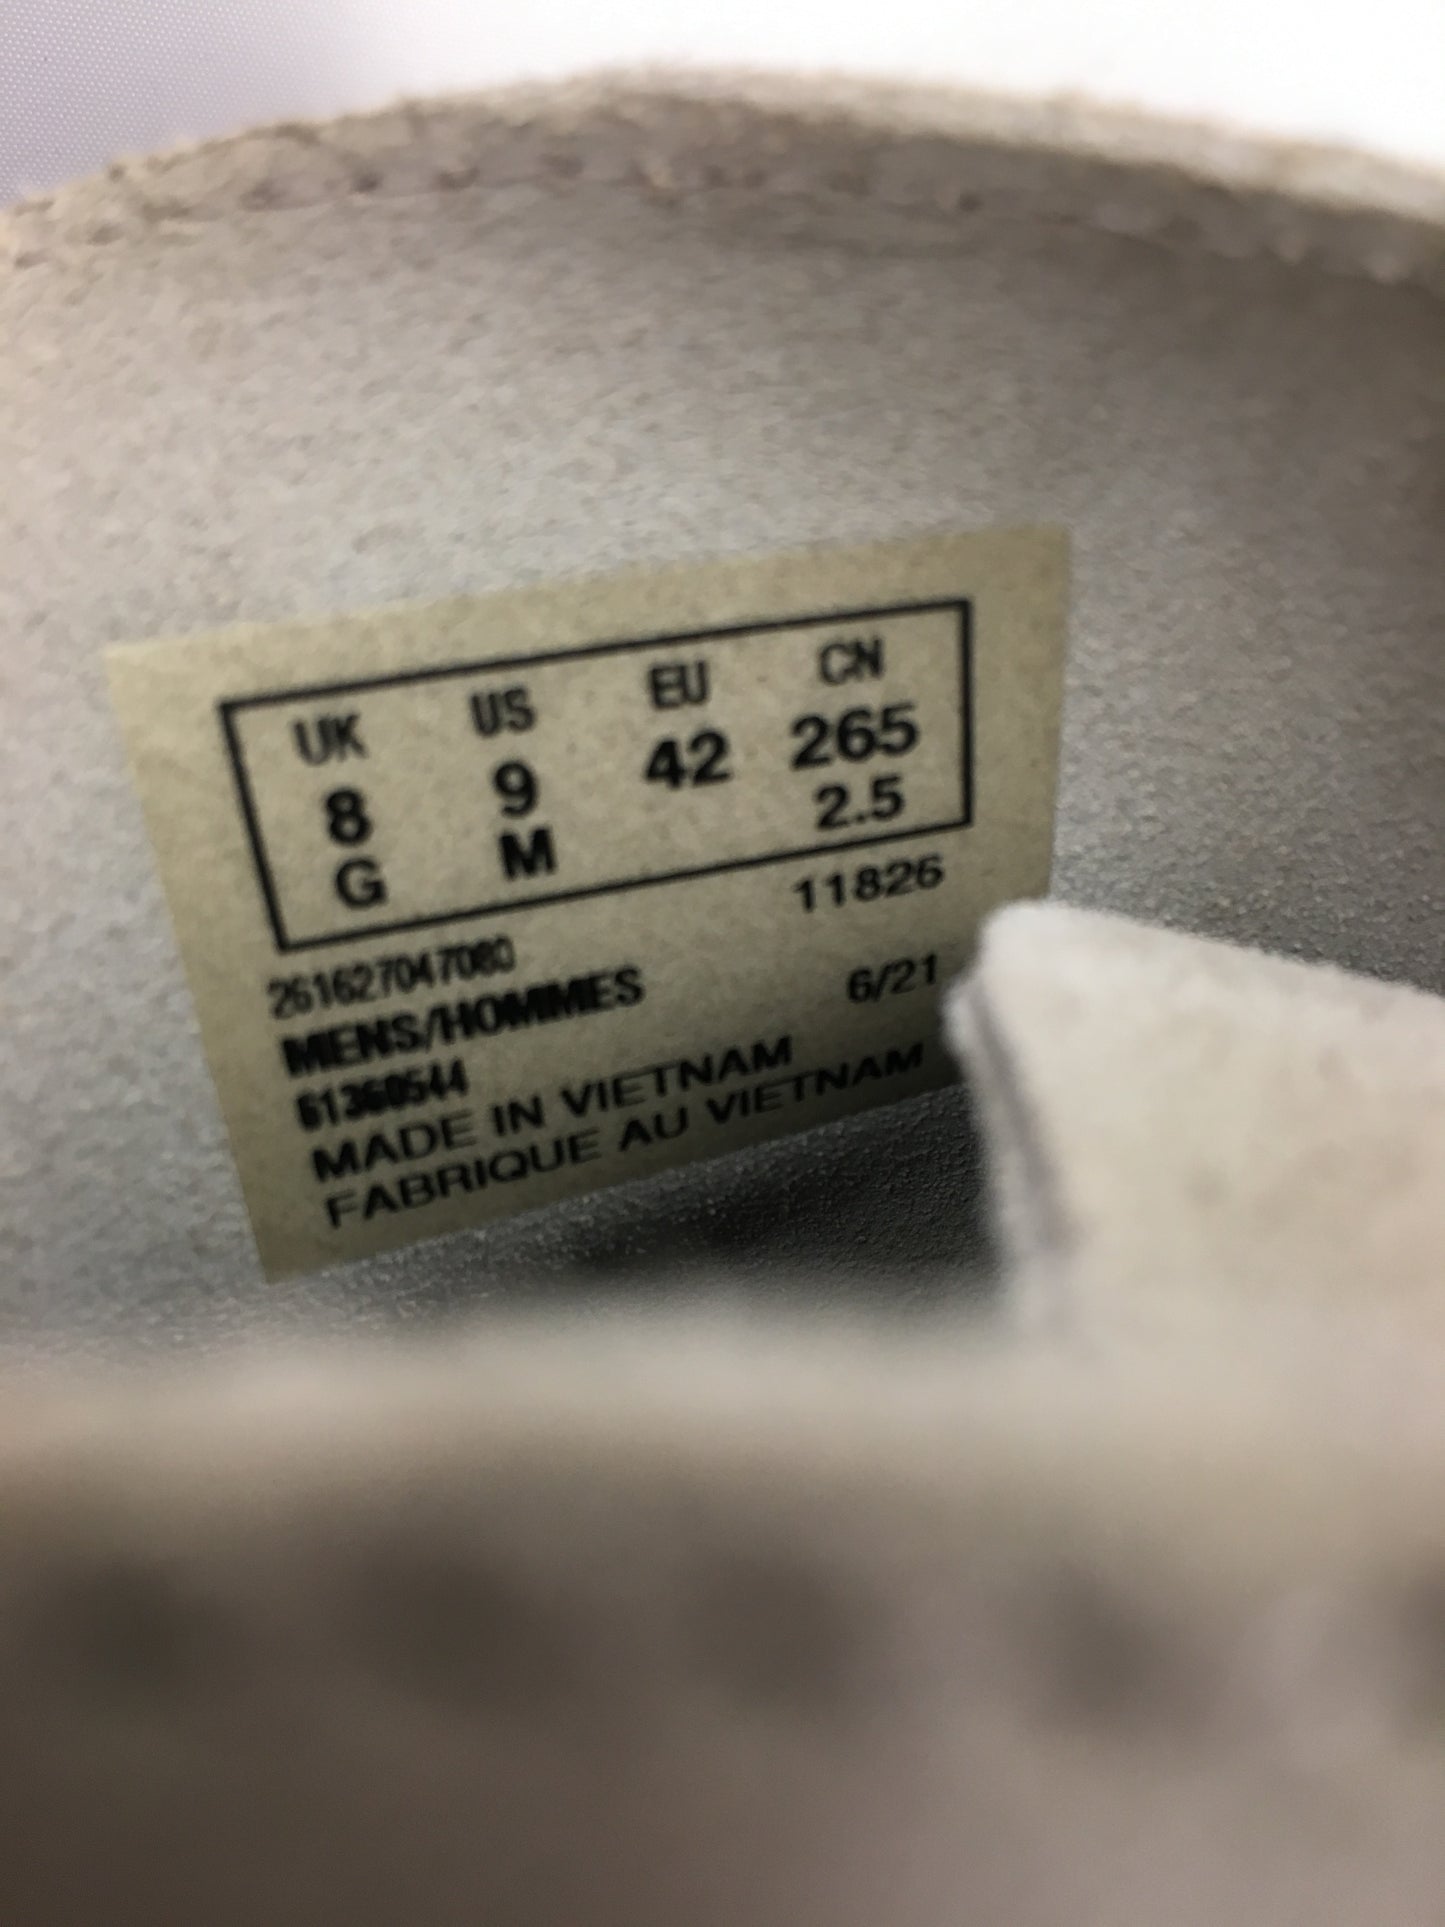 UK US EU CN
8 9 42 265
G M 2.5
11826
261627047080
MENS/HOMMES 6/21
61360544
MADE IN VIETNAM
FABRIQUE AU VIETNAM